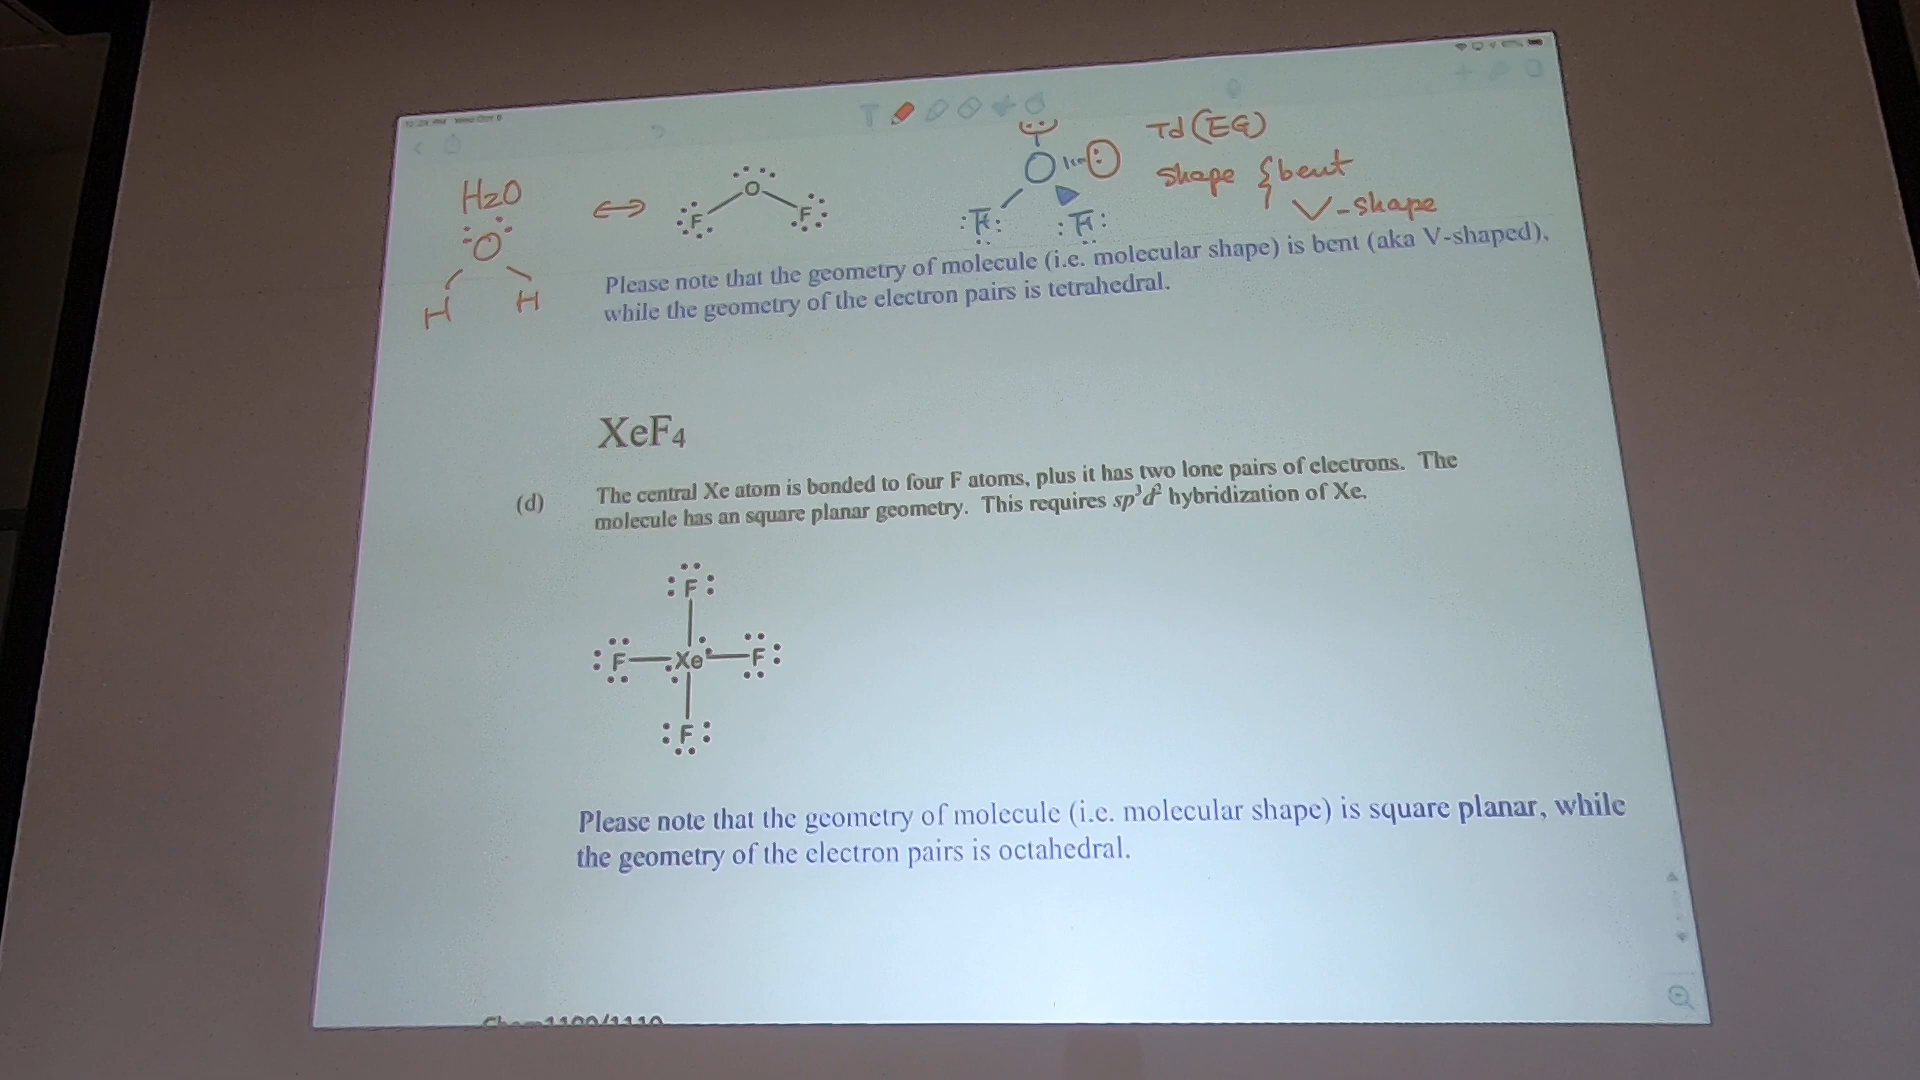 H2O
O
H H
O
F F
O
F F
Td (EG)
shape { bent
V-shape
Please note that the geometry of molecule (i.e. molecular shape) is bent (aka V-shaped),
while the geometry of the electron pairs is tetrahedral.
XeF4
(d) The central Xe atom is bonded to four F atoms, plus it has two lone pairs of electrons. The
molecule has an square planar geometry. This requires sp³d² hybridization of Xe.
F
F Xe F
F
Please note that the geometry of molecule (i.e. molecular shape) is square planar, while
the geometry of the electron pairs is octahedral.
Chem1100/1110